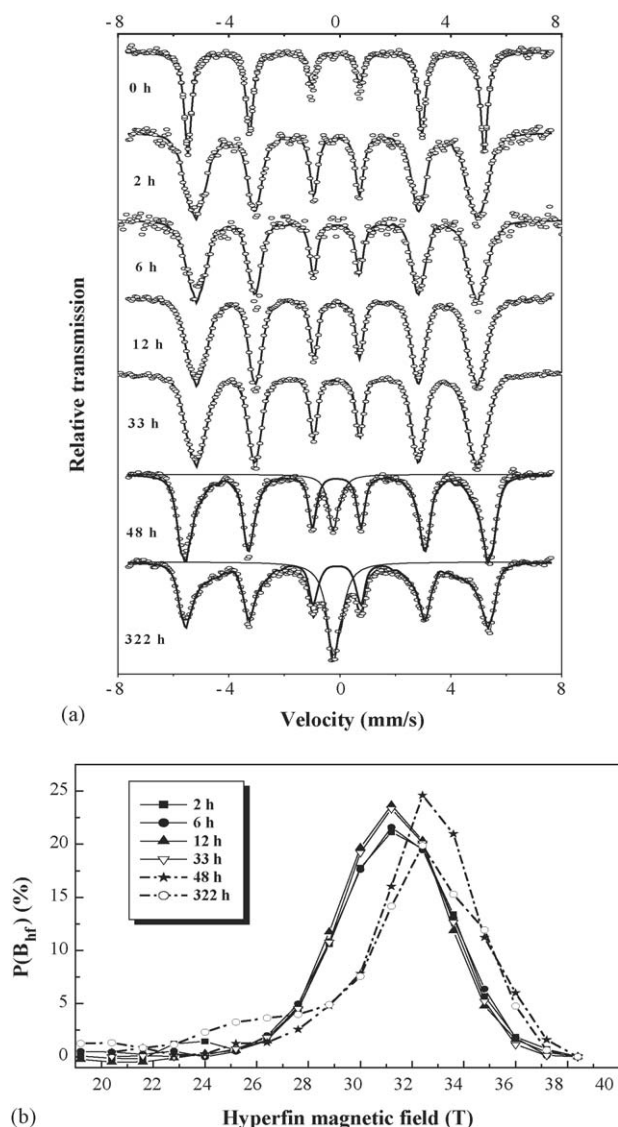 -8 -4 0 4 8
0 h
2 h
6 h
12 h
33 h
48 h
322 h
Relative transmission
-8 -4 0 4 8
(a) Velocity (mm/s)
25
20
15
10
5
0
P(B_hf) (%)
2 h
6 h
12 h
33 h
48 h
322 h
20 22 24 26 28 30 32 34 36 38 40
(b) Hyperfin magnetic field (T)